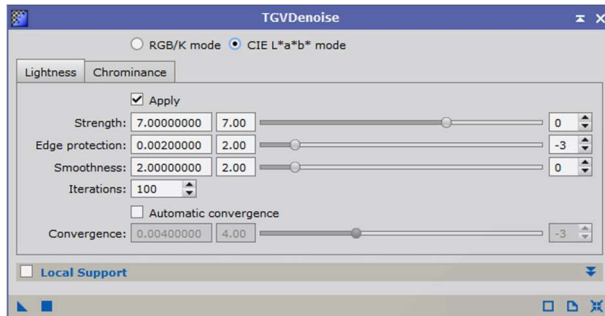 TGVDenoise
RGB/K mode CIE L*a*b* mode
Lightness Chrominance
Apply
Strength: 7.00000000 7.00 0
Edge protection: 0.00200000 2.00 -3
Smoothness: 2.00000000 2.00 0
Iterations: 100
Automatic convergence
Convergence: 0.00400000 4.00 -3
Local Support